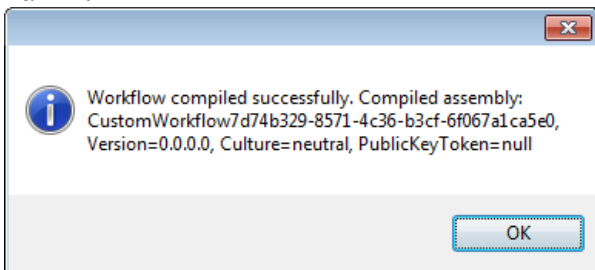 Workflow compiled successfully. Compiled assembly:
CustomWorkflow7d74b329-8571-4c36-b3cf-6f067a1ca5e0,
Version=0.0.0.0, Culture=neutral, PublicKeyToken=null
OK